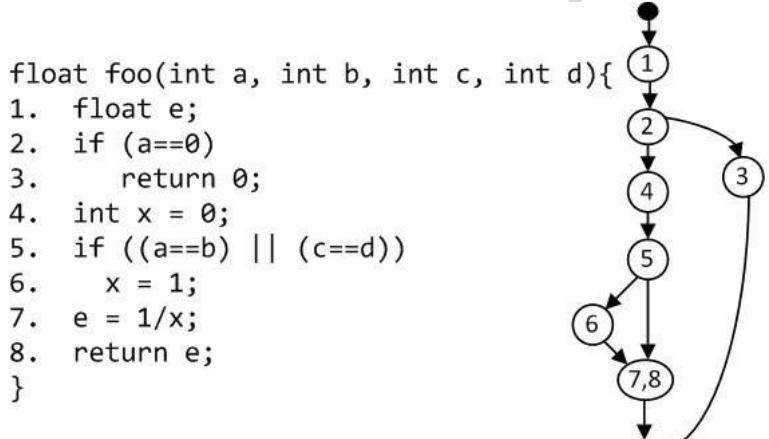 float foo(int a, int b, int c, int d){
1. float e;
2. if (a==0)
3. return 0;
4. int x = 0;
5. if ((a==b) || (c==d))
6. x = 1;
7. e = 1/x;
8. return e;
}
1
2
3
4
5
6
7,8